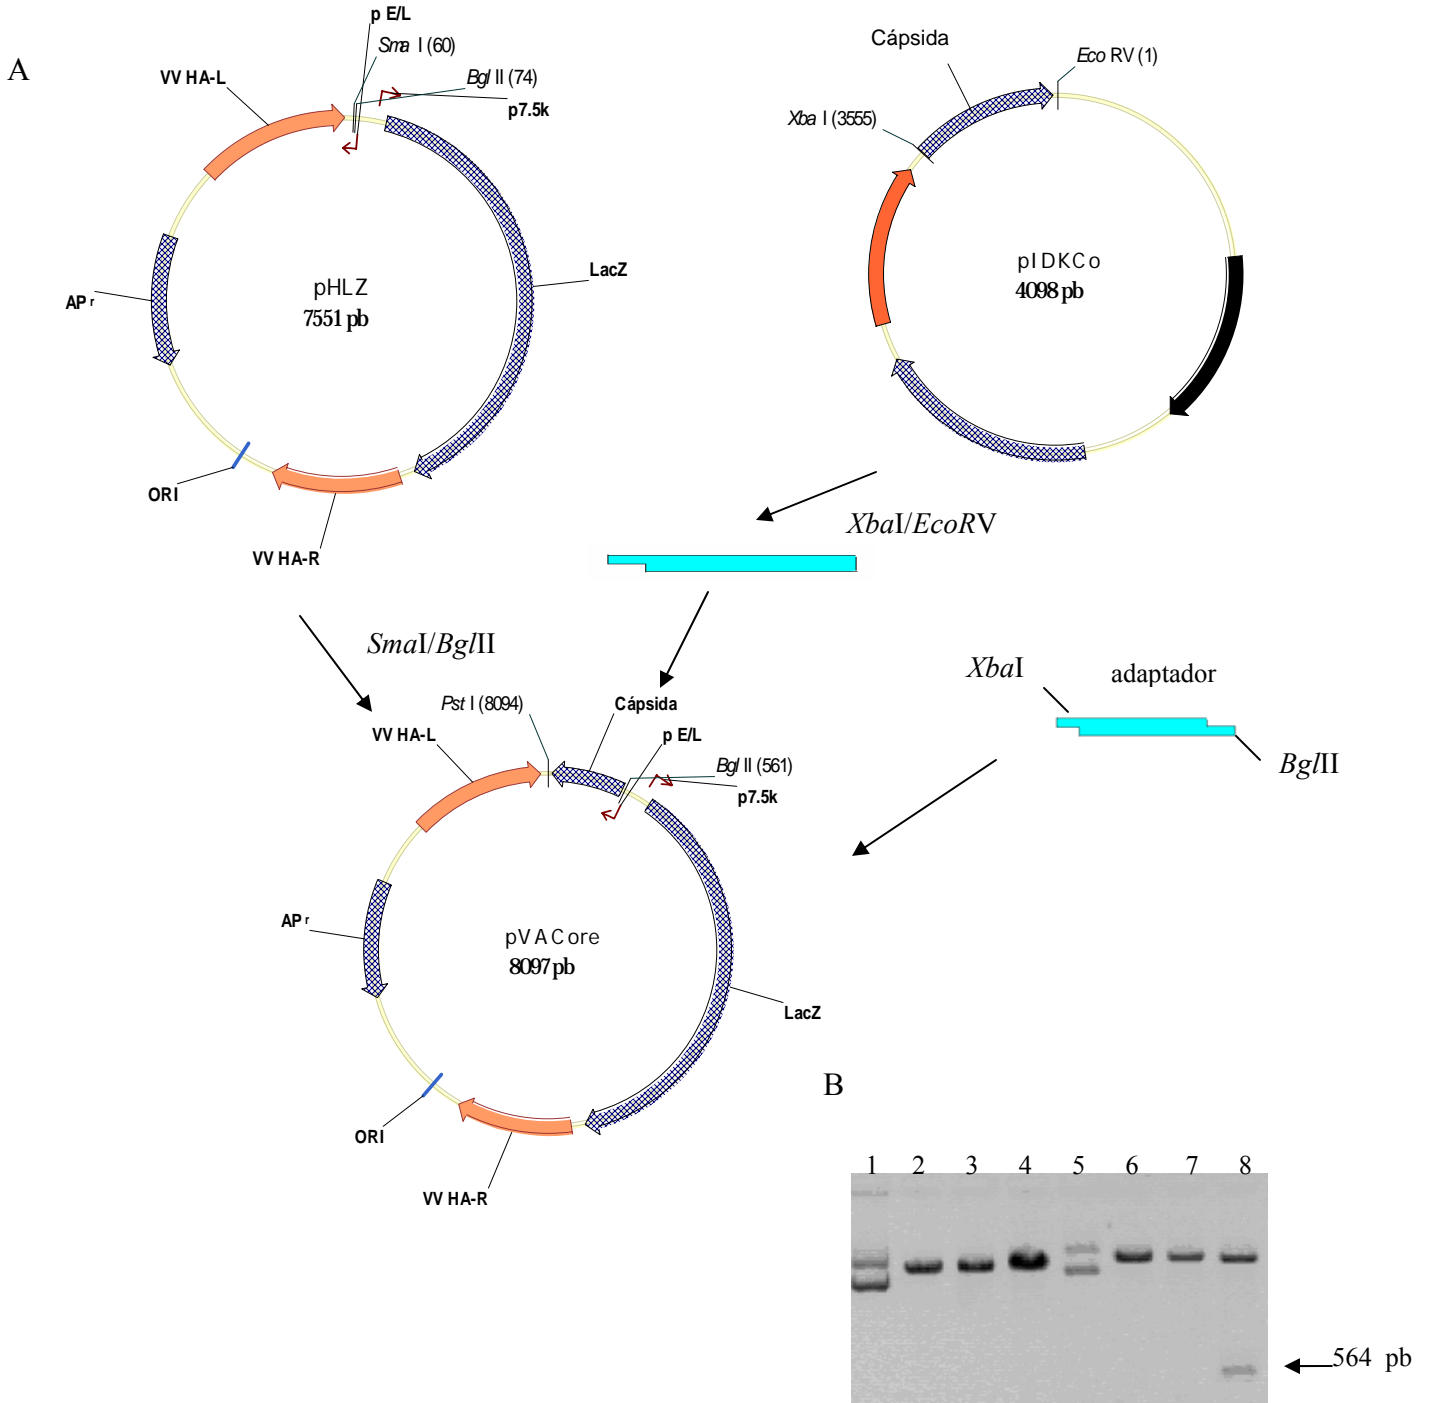 A
p E/L
Sma I (60)
Bgl II (74)
p7.5k
VV HA-L
LacZ
pHLZ
7551 pb
AP r
ORI
VV HA-R
Cápsida
Eco RV (1)
Xba I (3555)
pIDKCo
4098 pb
XbaI/EcoRV
SmaI/BglII
XbaI
adaptador
BglII
Pst I (8094)
Cápsida
VV HA-L
p E/L
Bgl II (561)
p7.5k
AP r
pVACore
8097 pb
LacZ
ORI
VV HA-R
B
1 2 3 4 5 6 7 8
564 pb